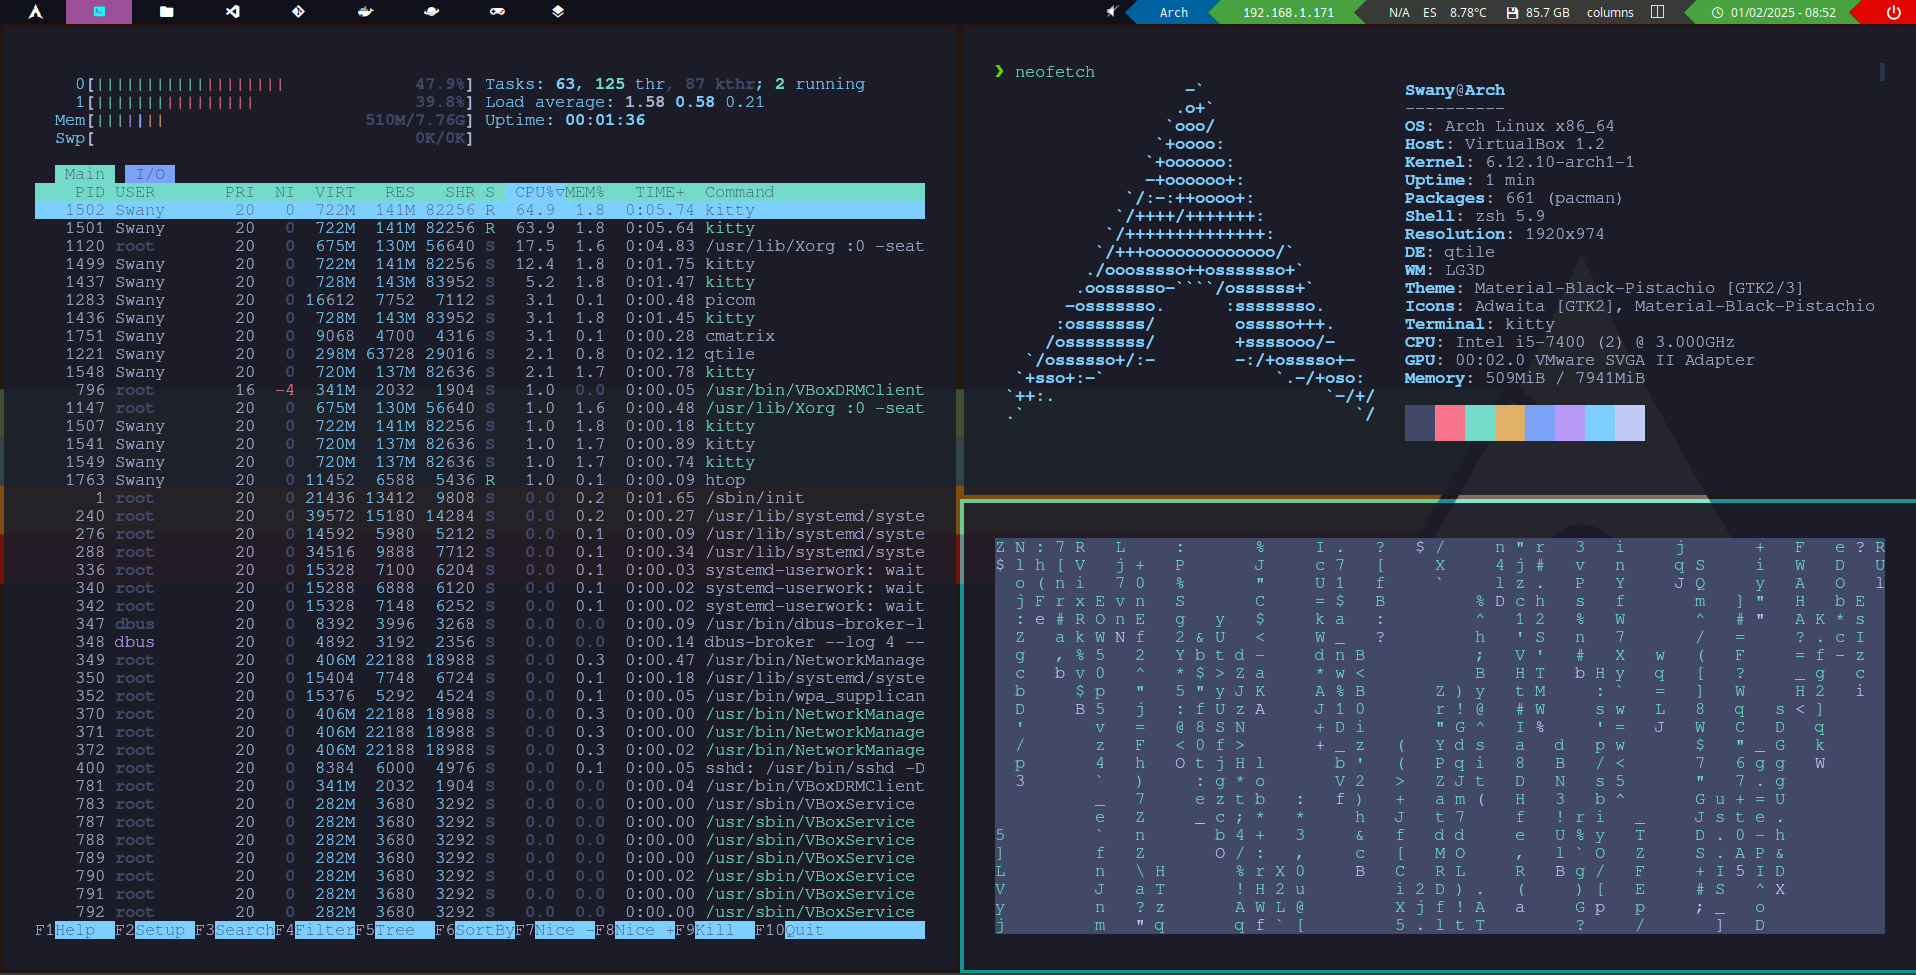 Arch 192.168.1.171 N/A ES 8.78°C 85.7 GB columns 01/02/2025 - 08:52
0[||||||||||||||||||| 47.9%] Tasks: 63, 125 thr, 87 kthr; 2 running
1[|||||||||||||||| 39.8%] Load average: 1.58 0.58 0.21
Mem[||||||| 510M/7.76G] Uptime: 00:01:36
Swp[ 0K/0K]
Main I/O
PID USER PRI NI VIRT RES SHR S CPU%▽MEM% TIME+ Command
1502 Swany 20 0 722M 141M 82256 R 64.9 1.8 0:05.74 kitty
1501 Swany 20 0 722M 141M 82256 R 63.9 1.8 0:05.64 kitty
1120 root 20 0 675M 130M 56640 S 17.5 1.6 0:04.83 /usr/lib/Xorg :0 -seat
1499 Swany 20 0 722M 141M 82256 S 12.4 1.8 0:01.75 kitty
1437 Swany 20 0 728M 143M 83952 S 5.2 1.8 0:01.47 kitty
1283 Swany 20 0 16612 7752 7112 S 3.1 0.1 0:00.48 picom
1436 Swany 20 0 728M 143M 83952 S 3.1 1.8 0:01.45 kitty
1751 Swany 20 0 9068 4700 4316 S 3.1 0.1 0:00.28 cmatrix
1221 Swany 20 0 298M 63728 29016 S 2.1 0.8 0:02.12 qtile
1548 Swany 20 0 720M 137M 82636 S 2.1 1.7 0:00.78 kitty
796 root 16 -4 341M 2032 1904 S 1.0 0.0 0:00.05 /usr/bin/VBoxDRMClient
1147 root 20 0 675M 130M 56640 S 1.0 1.6 0:00.48 /usr/lib/Xorg :0 -seat
1507 Swany 20 0 722M 141M 82256 S 1.0 1.8 0:00.18 kitty
1541 Swany 20 0 720M 137M 82636 S 1.0 1.7 0:00.89 kitty
1549 Swany 20 0 720M 137M 82636 S 1.0 1.7 0:00.74 kitty
1763 Swany 20 0 11452 6588 5436 R 1.0 0.1 0:00.09 htop
1 root 20 0 21436 13412 9808 S 0.0 0.2 0:01.65 /sbin/init
240 root 20 0 39572 15180 14284 S 0.0 0.2 0:00.27 /usr/lib/systemd/syste
276 root 20 0 14592 5980 5212 S 0.0 0.1 0:00.09 /usr/lib/systemd/syste
288 root 20 0 34516 9888 7712 S 0.0 0.1 0:00.34 /usr/lib/systemd/syste
336 root 20 0 15328 7100 6204 S 0.0 0.1 0:00.03 systemd-userwork: wait
340 root 20 0 15288 6888 6120 S 0.0 0.1 0:00.02 systemd-userwork: wait
342 root 20 0 15328 7148 6252 S 0.0 0.1 0:00.02 systemd-userwork: wait
347 dbus 20 0 8392 3996 3268 S 0.0 0.1 0:00.09 /usr/bin/dbus-broker-l
348 dbus 20 0 4892 3192 2356 S 0.0 0.0 0:00.14 dbus-broker --log 4 --
349 root 20 0 406M 22188 18988 S 0.0 0.3 0:00.47 /usr/bin/NetworkManage
350 root 20 0 15404 7748 6724 S 0.0 0.1 0:00.18 /usr/lib/systemd/syste
352 root 20 0 15376 5292 4524 S 0.0 0.1 0:00.05 /usr/bin/wpa_supplican
370 root 20 0 406M 22188 18988 S 0.0 0.3 0:00.00 /usr/bin/NetworkManage
371 root 20 0 406M 22188 18988 S 0.0 0.3 0:00.00 /usr/bin/NetworkManage
372 root 20 0 406M 22188 18988 S 0.0 0.3 0:00.02 /usr/bin/NetworkManage
400 root 20 0 8384 6000 4976 S 0.0 0.1 0:00.05 sshd: /usr/bin/sshd -D
781 root 20 0 341M 2032 1904 S 0.0 0.0 0:00.04 /usr/bin/VBoxDRMClient
783 root 20 0 282M 3680 3292 S 0.0 0.0 0:00.00 /usr/sbin/VBoxService
787 root 20 0 282M 3680 3292 S 0.0 0.0 0:00.00 /usr/sbin/VBoxService
788 root 20 0 282M 3680 3292 S 0.0 0.0 0:00.00 /usr/sbin/VBoxService
789 root 20 0 282M 3680 3292 S 0.0 0.0 0:00.00 /usr/sbin/VBoxService
790 root 20 0 282M 3680 3292 S 0.0 0.0 0:00.02 /usr/sbin/VBoxService
791 root 20 0 282M 3680 3292 S 0.0 0.0 0:00.00 /usr/sbin/VBoxService
792 root 20 0 282M 3680 3292 S 0.0 0.0 0:00.00 /usr/sbin/VBoxService
F1Help F2Setup F3SearchF4FilterF5Tree F6SortByF7Nice -F8Nice +F9Kill F10Quit
❯ neofetch
Swany@Arch
----------
OS: Arch Linux x86_64
Host: VirtualBox 1.2
Kernel: 6.12.10-arch1-1
Uptime: 1 min
Packages: 661 (pacman)
Shell: zsh 5.9
Resolution: 1920x974
DE: qtile
WM: LG3D
Theme: Material-Black-Pistachio [GTK2/3]
Icons: Adwaita [GTK2], Material-Black-Pistachio
Terminal: kitty
CPU: Intel i5-7400 (2) @ 3.000GHz
GPU: 00:02.0 VMware SVGA II Adapter
Memory: 509MiB / 7941MiB